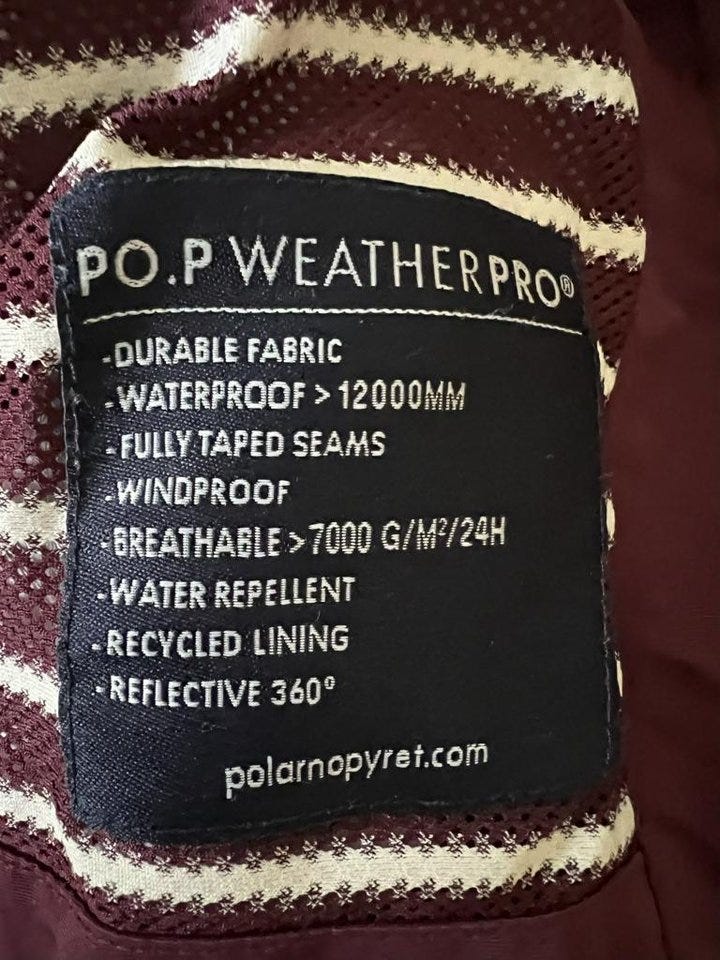 PO.P WEATHERPRO®
-DURABLE FABRIC
-WATERPROOF > 12000MM
-FULLY TAPED SEAMS
-WINDPROOF
-BREATHABLE > 7000 G/M²/24H
-WATER REPELLENT
-RECYCLED LINING
-REFLECTIVE 360°
polarnopyret.com